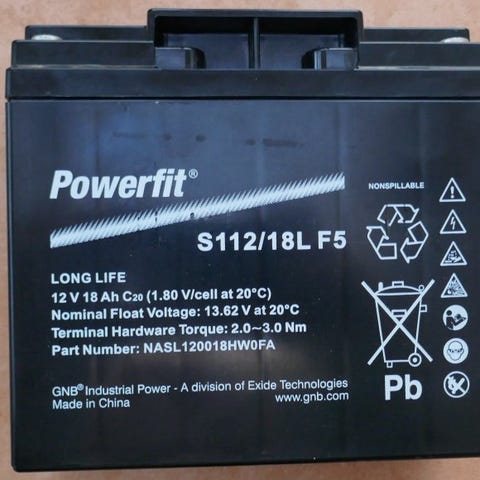 Powerfit®
NONSPILLABLE
S112/18L F5
LONG LIFE
12 V 18 Ah C20 (1.80 V/cell at 20°C)
Nominal Float Voltage: 13.62 V at 20°C
Terminal Hardware Torque: 2.0~3.0 Nm
Part Number: NASL120018HW0FA
Pb
GNB® Industrial Power - A division of Exide Technologies
Made in China
www.gnb.com